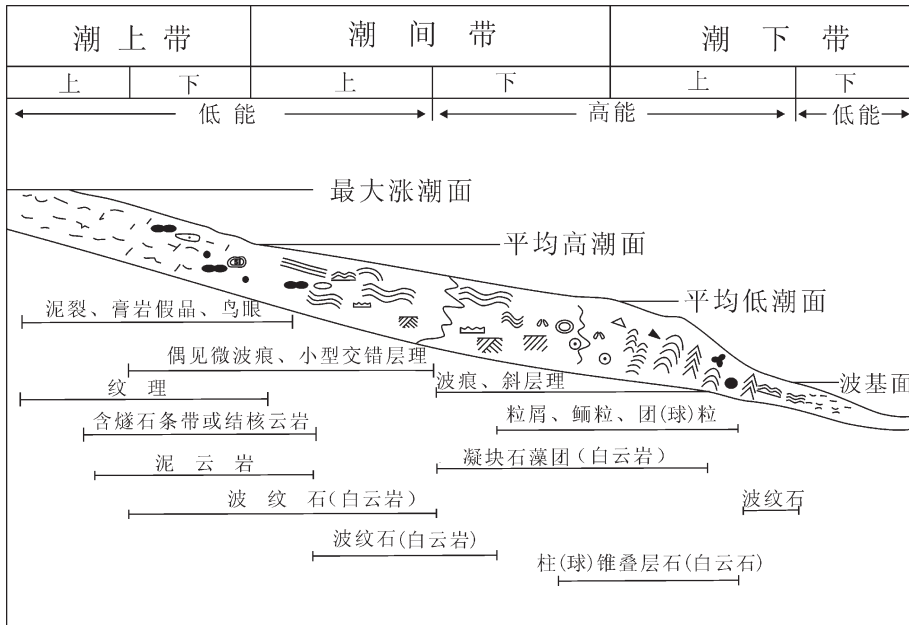 潮上带 潮间带 潮下带
上 下 上 下 上 下
低能 高能 低能
最大涨潮面
平均高潮面
平均低潮面
泥裂、膏岩假品、鸟眼
偶见微波痕、小型交错层理
波基面
纹理
波痕、斜层理
含燧石条带或结核云岩
粒屑、鲕粒、团(球)粒
泥云岩
凝块石藻团(白云岩)
波纹石(白云岩)
波纹石
波纹石(白云岩)
柱(球)锥叠层石(白云石)